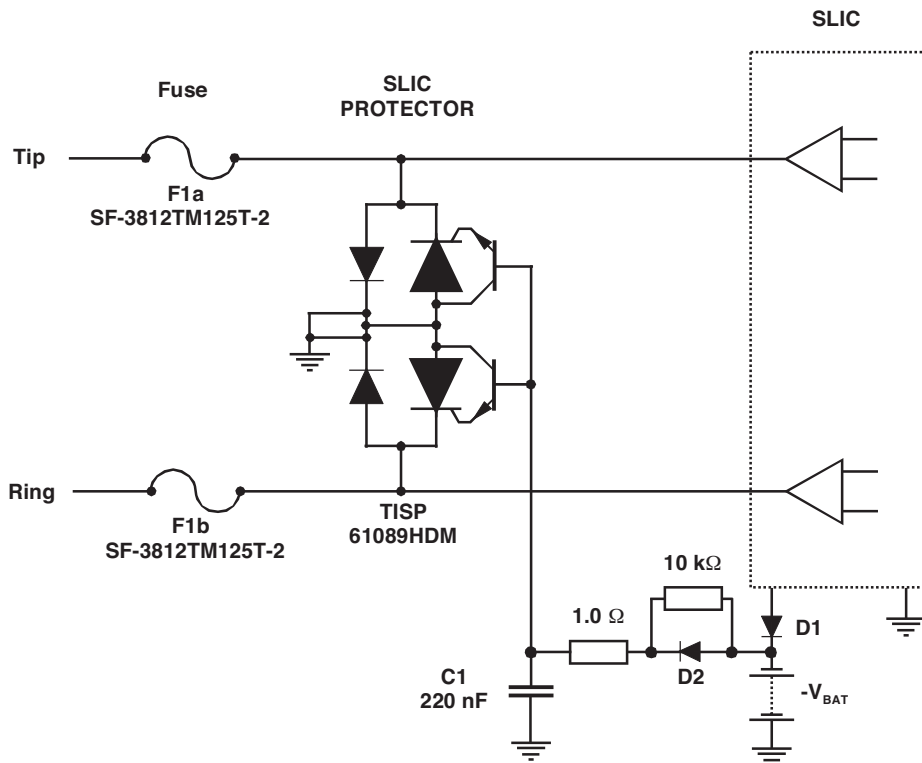 SLIC
Fuse
SLIC
PROTECTOR
Tip
F1a
SF-3812TM125T-2
Ring
F1b
SF-3812TM125T-2
TISP
61089HDM
10 kΩ
1.0 Ω
D1
D2
C1
220 nF
-VBAT